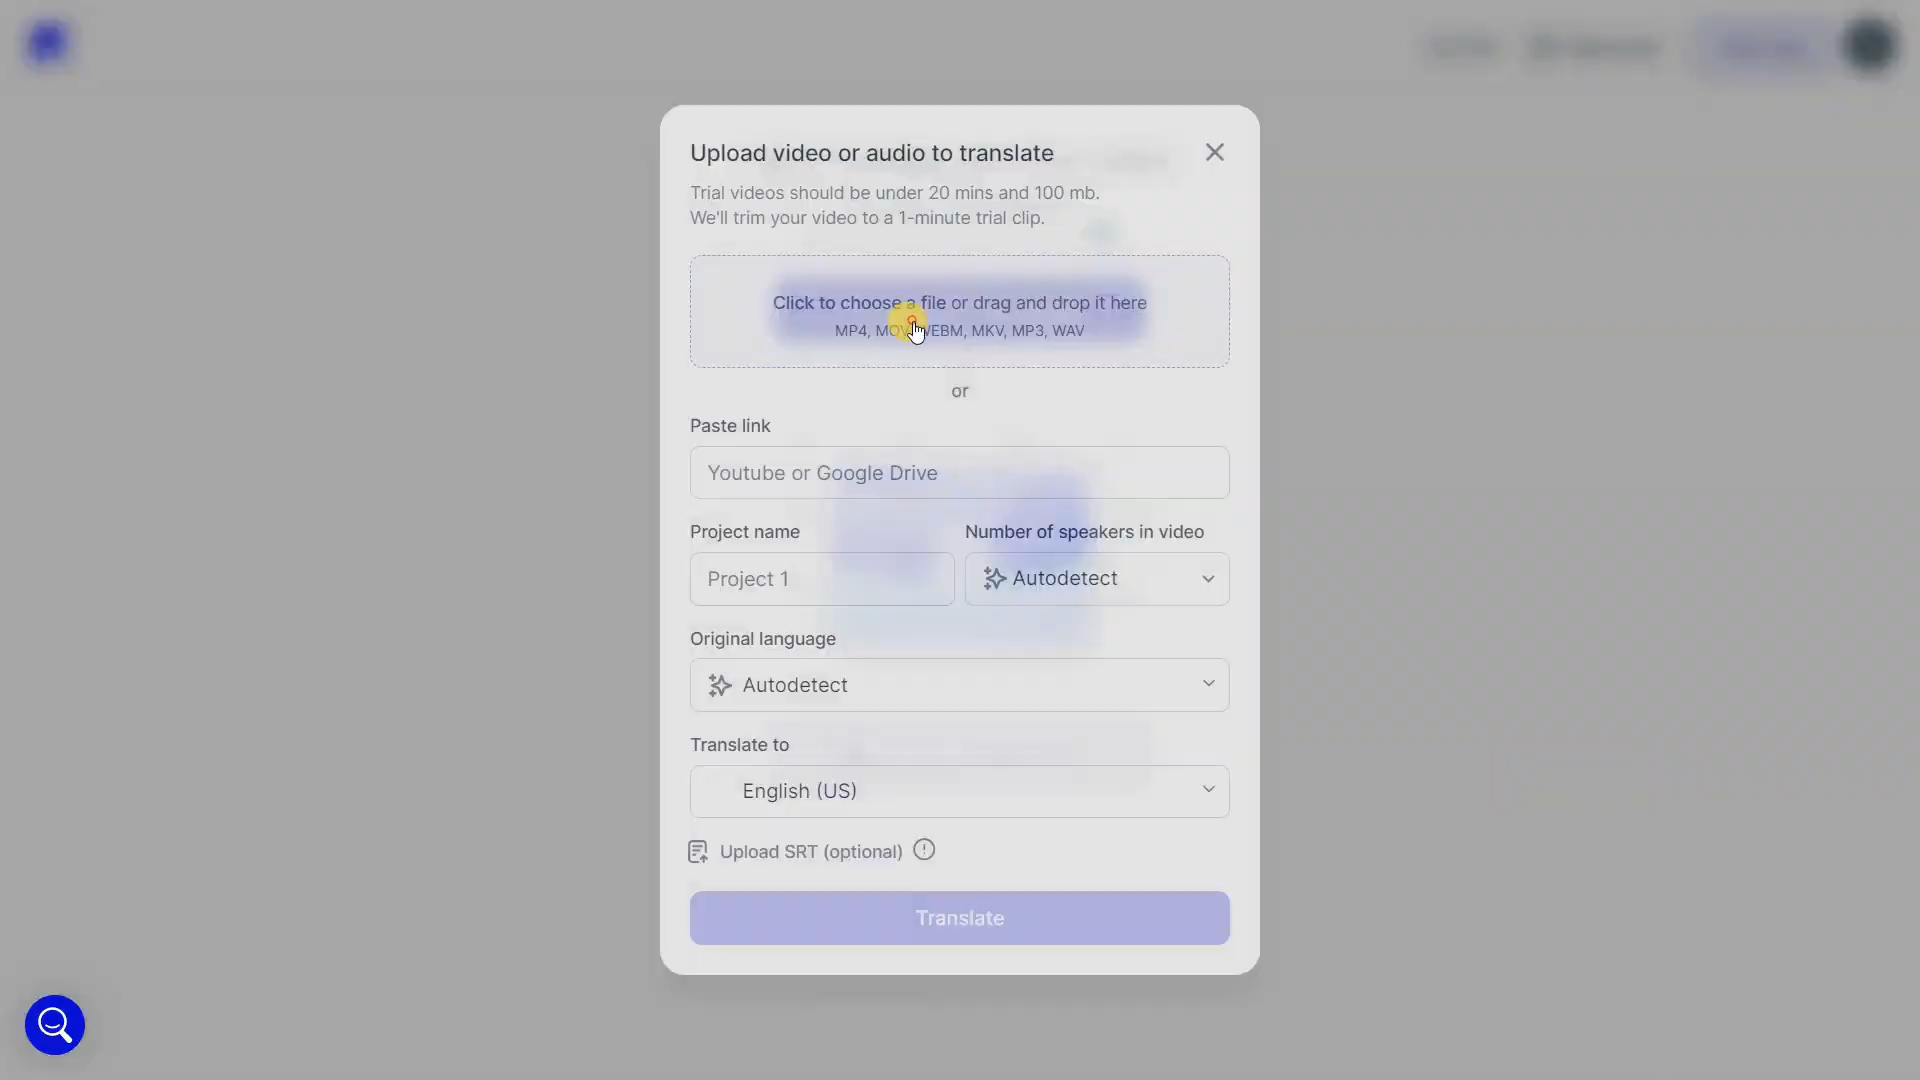 Upload video or audio to translate
Trial videos should be under 20 mins and 100 mb.
We'll trim your video to a 1-minute trial clip.
Click to choose a file or drag and drop it here
MP4, MOV, WEBM, MKV, MP3, WAV
or
Paste link
Youtube or Google Drive
Project name
Number of speakers in video
Project 1
Autodetect
Original language
Autodetect
Translate to
English (US)
Upload SRT (optional)
Translate